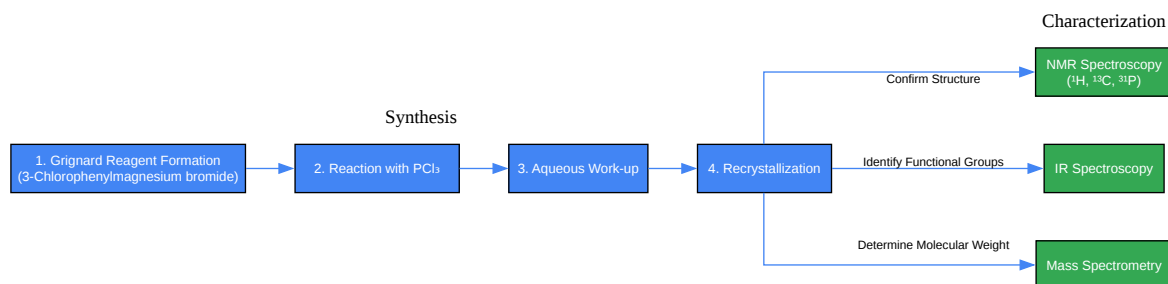 Characterization
NMR Spectroscopy
(¹H, ¹³C, ³¹P)
Confirm Structure
Synthesis
1. Grignard Reagent Formation
(3-Chlorophenylmagnesium bromide)
2. Reaction with PCl₃
3. Aqueous Work-up
4. Recrystallization
Identify Functional Groups
IR Spectroscopy
Determine Molecular Weight
Mass Spectrometry